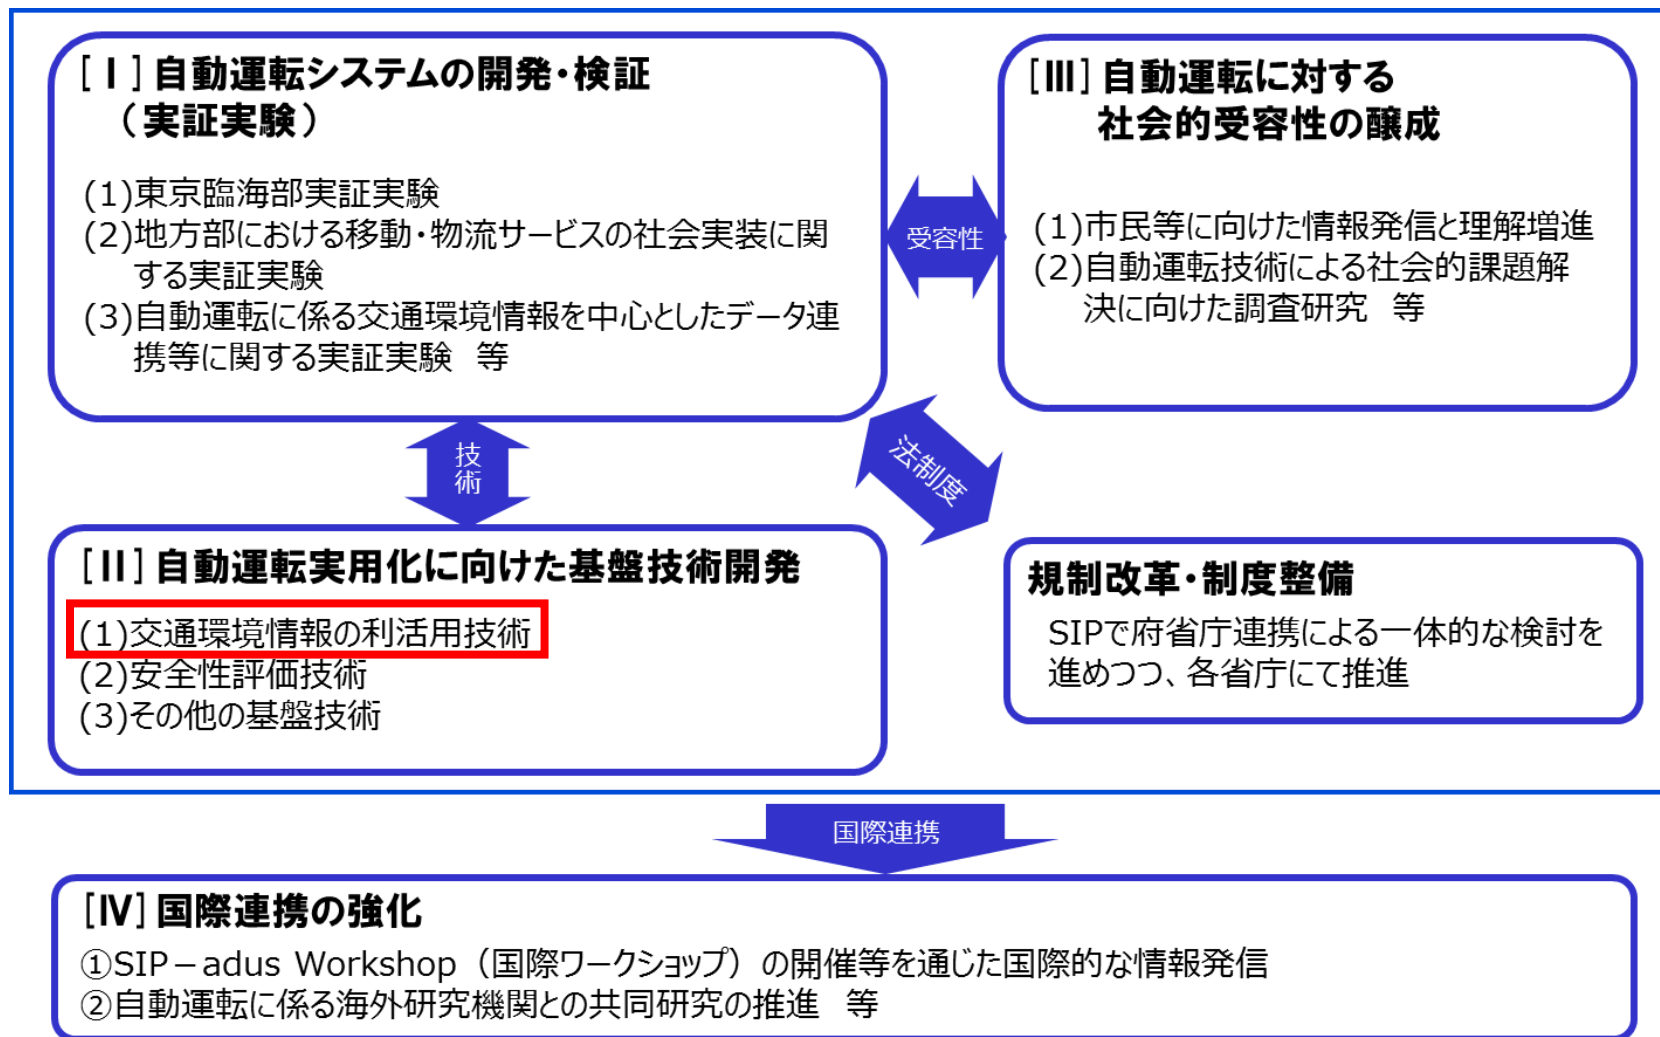 [Ⅰ]自動運転システムの開発・検証
（実証実験）
(1)東京臨海部実証実験
(2)地方部における移動・物流サービスの社会実装に関
する実証実験
(3)自動運転に係る交通環境情報を中心としたデータ連
携等に関する実証実験　等
受容性
[Ⅲ]自動運転に対する
社会的受容性の醸成
(1)市民等に向けた情報発信と理解増進
(2)自動運転技術による社会的課題解
決に向けた調査研究　等
技術
法制度
[Ⅱ]自動運転実用化に向けた基盤技術開発
(1)交通環境情報の利活用技術
(2)安全性評価技術
(3)その他の基盤技術
規制改革・制度整備
SIPで府省庁連携による一体的な検討を
進めつつ、各省庁にて推進
国際連携
[Ⅳ]国際連携の強化
①SIP－adus Workshop（国際ワークショップ）の開催等を通じた国際的な情報発信
②自動運転に係る海外研究機関との共同研究の推進　等